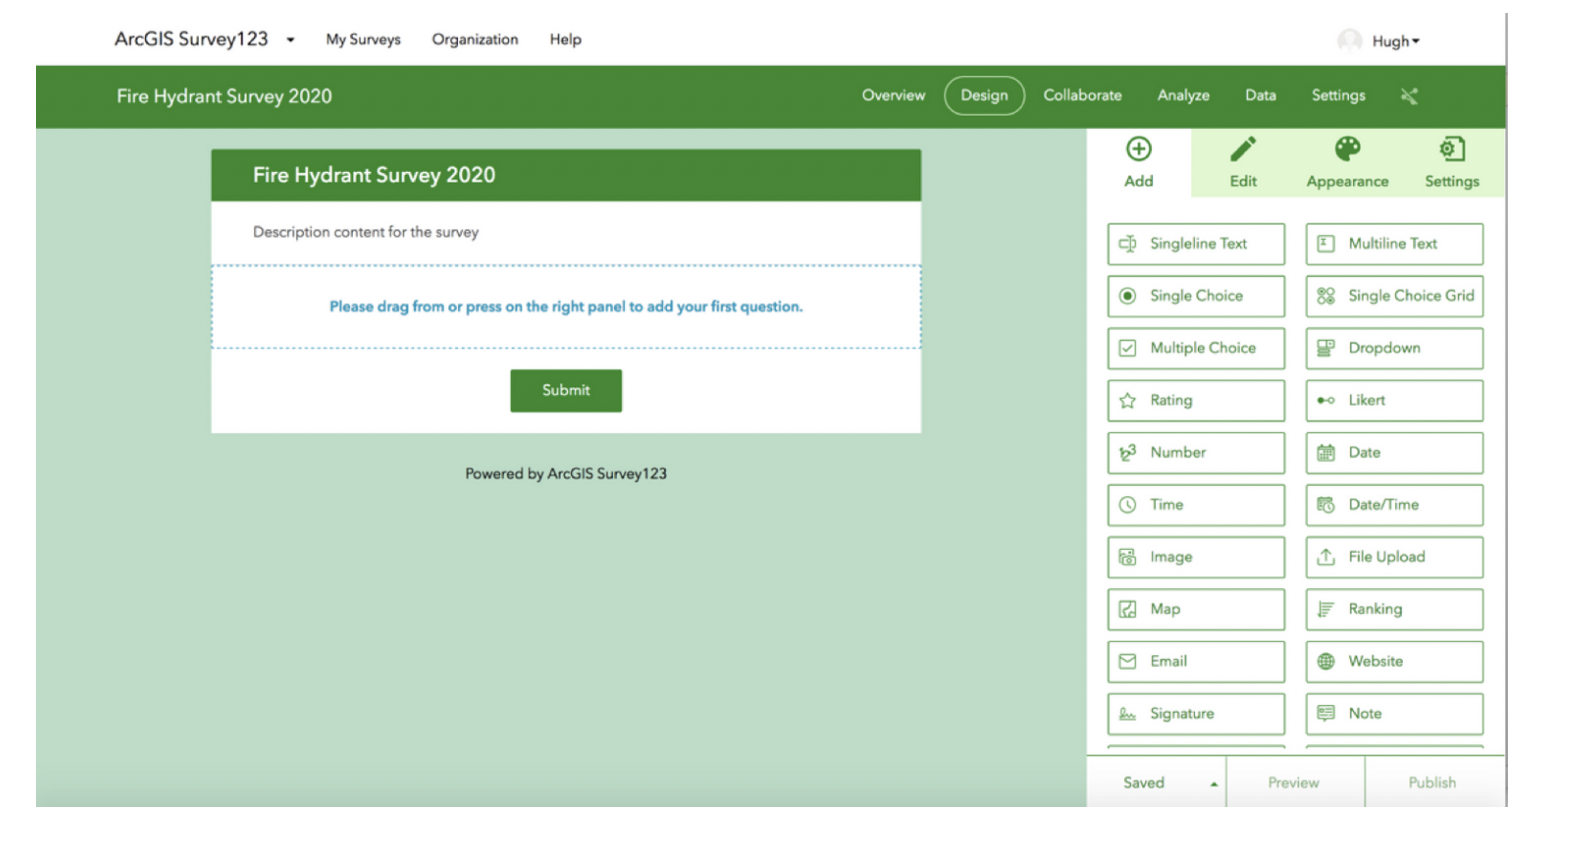 ArcGIS Survey123 My Surveys Organization Help Hugh
Fire Hydrant Survey 2020 Overview Design Collaborate Analyze Data Settings
Add Edit Appearance Settings
Fire Hydrant Survey 2020
Description content for the survey
Please drag from or press on the right panel to add your first question.
Submit
Powered by ArcGIS Survey123
Singleline Text Multiline Text
Single Choice Single Choice Grid
Multiple Choice Dropdown
Rating Likert
Number Date
Time Date/Time
Image File Upload
Map Ranking
Email Website
Signature Note
Saved Preview Publish